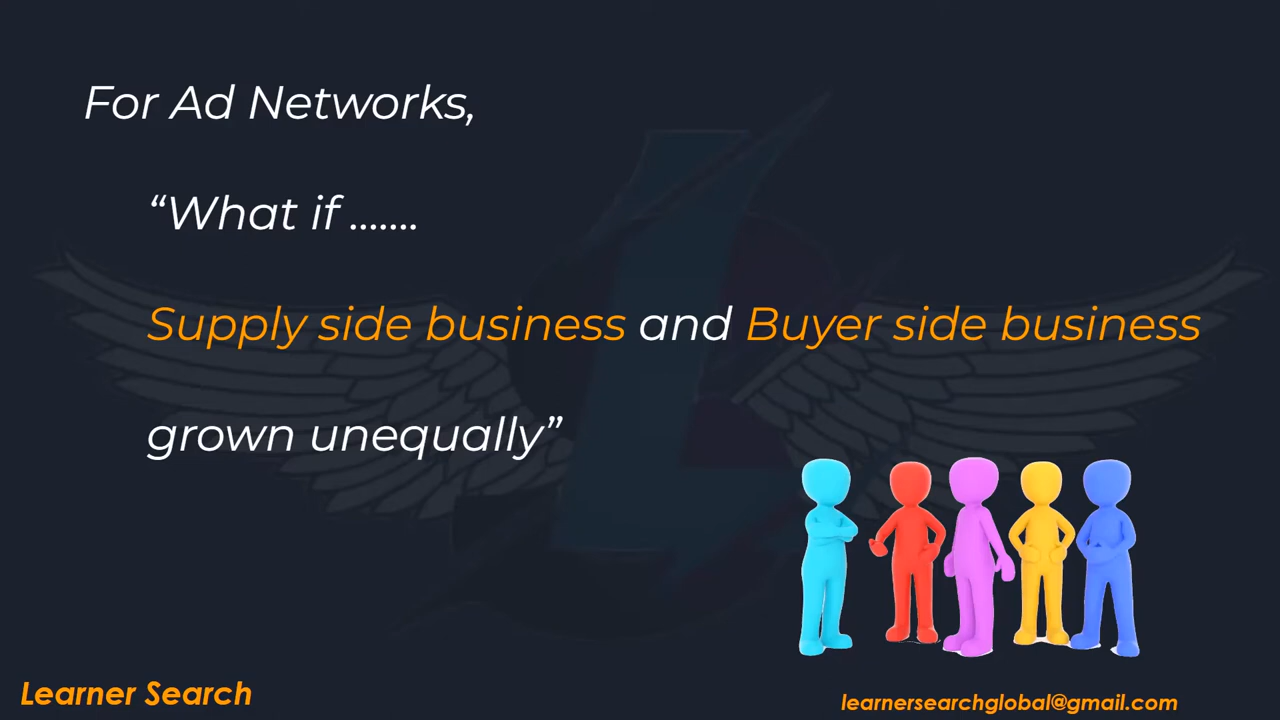 For Ad Networks,
“What if .......
Supply side business and Buyer side business
grown unequally”
Learner Search
learnersearchglobal@gmail.com